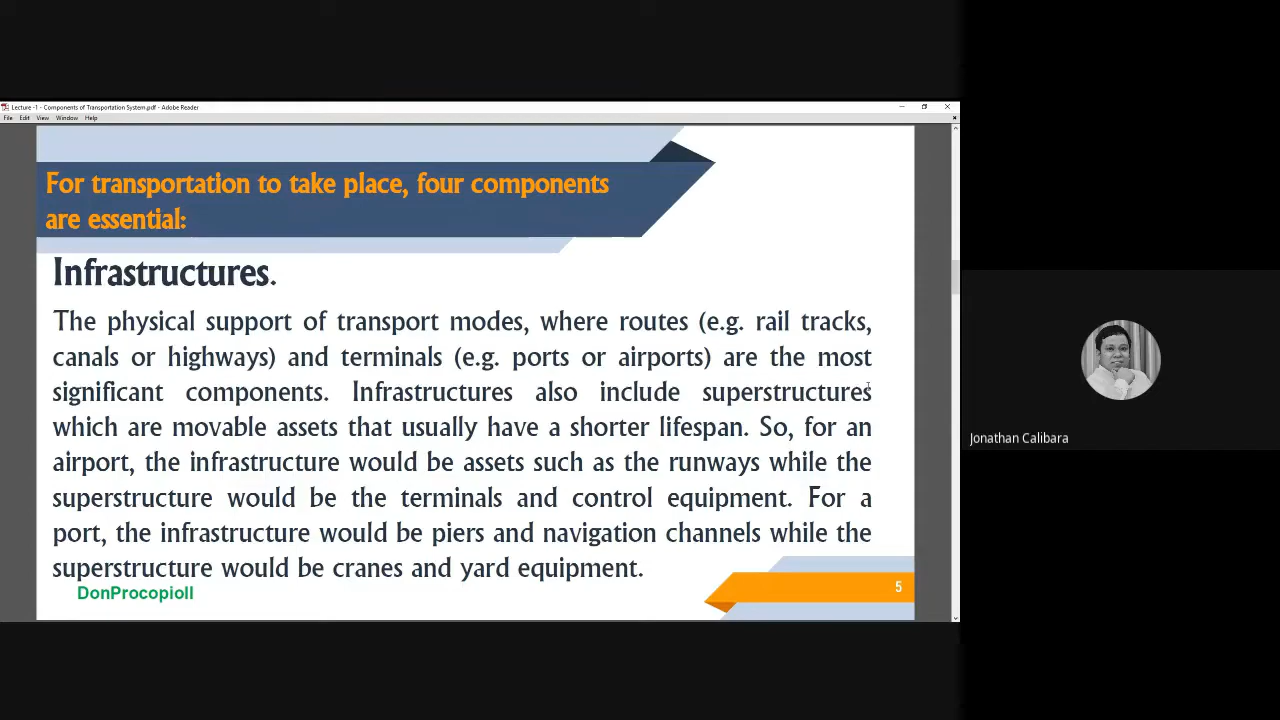 Lecture -1 - Components of Transportation System.pdf - Adobe Reader
File Edit View Window Help
For transportation to take place, four components
are essential:
Infrastructures.
The physical support of transport modes, where routes (e.g. rail tracks,
canals or highways) and terminals (e.g. ports or airports) are the most
significant components. Infrastructures also include superstructures
which are movable assets that usually have a shorter lifespan. So, for an
airport, the infrastructure would be assets such as the runways while the
superstructure would be the terminals and control equipment. For a
port, the infrastructure would be piers and navigation channels while the
superstructure would be cranes and yard equipment.
DonProcopioII
5
Jonathan Calibara